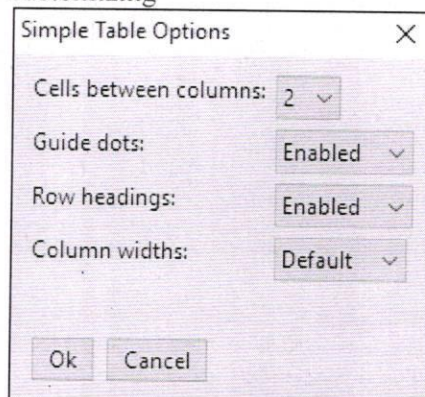 Simple Table Options
Cells between columns: 2
Guide dots: Enabled
Row headings: Enabled
Column widths: Default
Ok Cancel